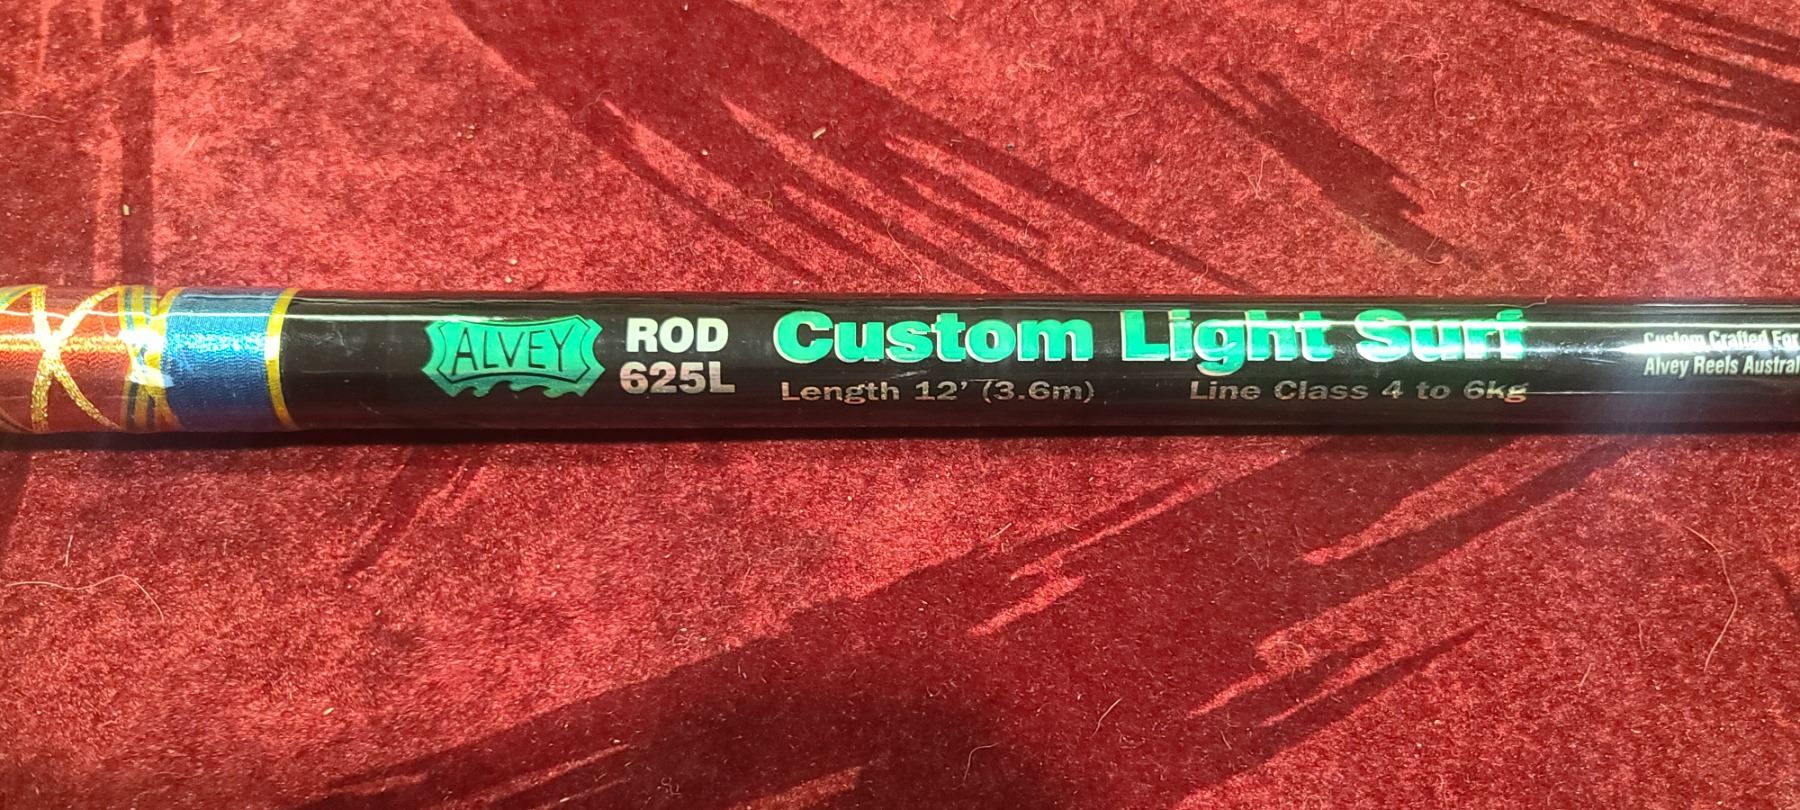 ALVEY
ROD
625L
Custom Light Surf
Length 12' (3.6m)
Line Class 4 to 6kg
Custom Crafted For
Alvey Reels